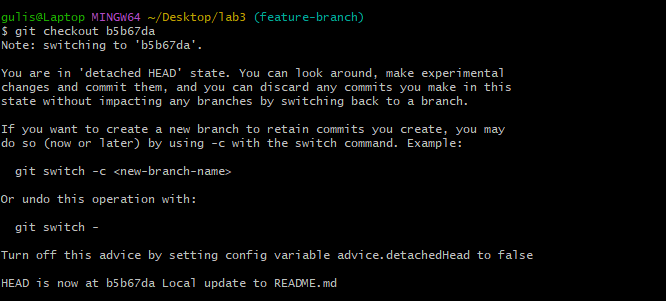 gulis@Laptop MINGW64 ~/Desktop/lab3 (feature-branch)
$ git checkout b5b67da
Note: switching to 'b5b67da'.
You are in 'detached HEAD' state. You can look around, make experimental
changes and commit them, and you can discard any commits you make in this
state without impacting any branches by switching back to a branch.
If you want to create a new branch to retain commits you create, you may
do so (now or later) by using -c with the switch command. Example:
git switch -c <new-branch-name>
Or undo this operation with:
git switch -
Turn off this advice by setting config variable advice.detachedHead to false
HEAD is now at b5b67da Local update to README.md